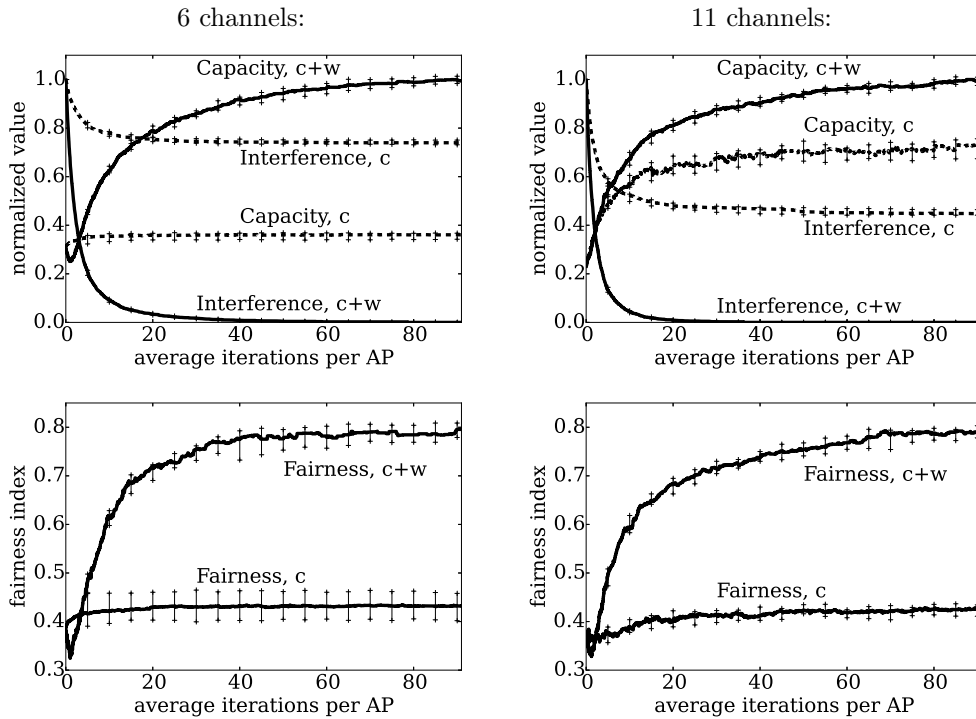 6 channels:
11 channels:
normalized value
1.0
0.8
0.6
0.4
0.2
0.0
Capacity, c+w
Interference, c
Capacity, c
Interference, c+w
0
20
40
60
80
average iterations per AP
normalized value
1.0
0.8
0.6
0.4
0.2
0.0
Capacity, c+w
Capacity, c
Interference, c
Interference, c+w
0
20
40
60
80
average iterations per AP
fairness index
0.8
0.7
0.6
0.5
0.4
0.3
Fairness, c+w
Fairness, c
0
20
40
60
80
average iterations per AP
fairness index
0.8
0.7
0.6
0.5
0.4
0.3
Fairness, c+w
Fairness, c
0
20
40
60
80
average iterations per AP